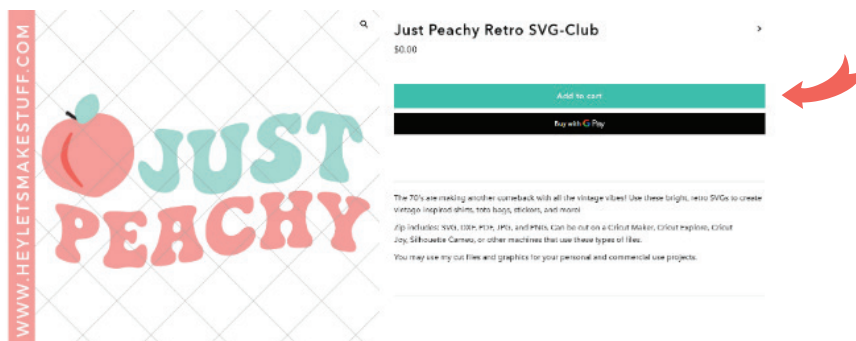 WWW.HEYLETSMAKESTUFF.COM
JUST
PEACHY
Just Peachy Retro SVG-Club
$0.00
Add to cart
Buy with G Pay
The 70's are making another comeback with all the vintage vibes! Use these bright, retro SVGs to create
vintage inspired shirts, tote bags, stickers, and more!
Zip includes: SVG, DXF, PDF, JPG, and PNG. Can be cut on a Cricut Maker, Cricut Explore, Cricut
Joy, Silhouette Cameo, or other machines that use these types of files.
You may use my cut files and graphics for your personal and commercial use projects.